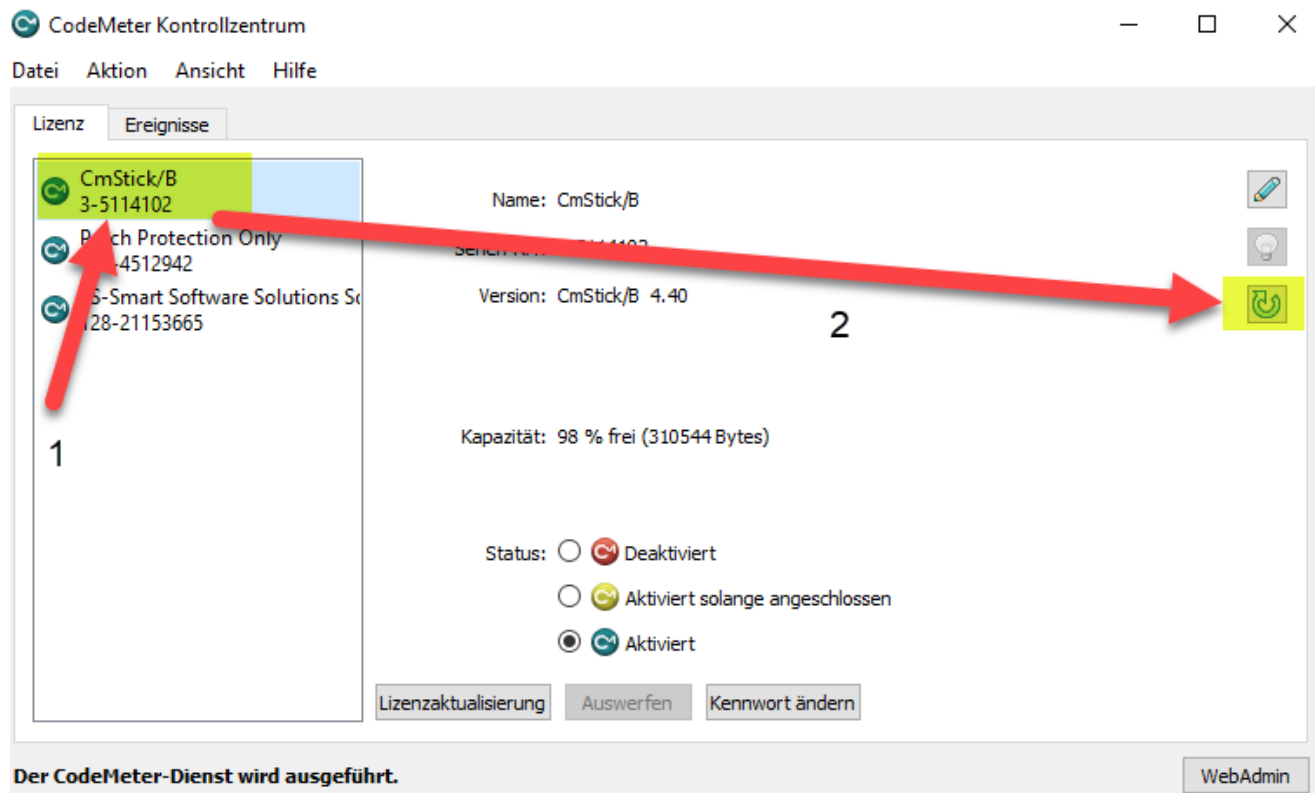 CodeMeter Kontrollzentrum
Datei Aktion Ansicht Hilfe
Lizenz Ereignisse
CmStick/B
3-5114102
Protection Only
-4512942
-Smart Software Solutions
128-21153665
1
Name: CmStick/B
Version: CmStick/B 4.40
2
Kapazität: 98 % frei (310544 Bytes)
Status: Deaktiviert
Aktiviert solange angeschlossen
Aktiviert
Lizenzaktualisierung Auswerfen Kennwort ändern
Der CodeMeter-Dienst wird ausgeführt. WebAdmin